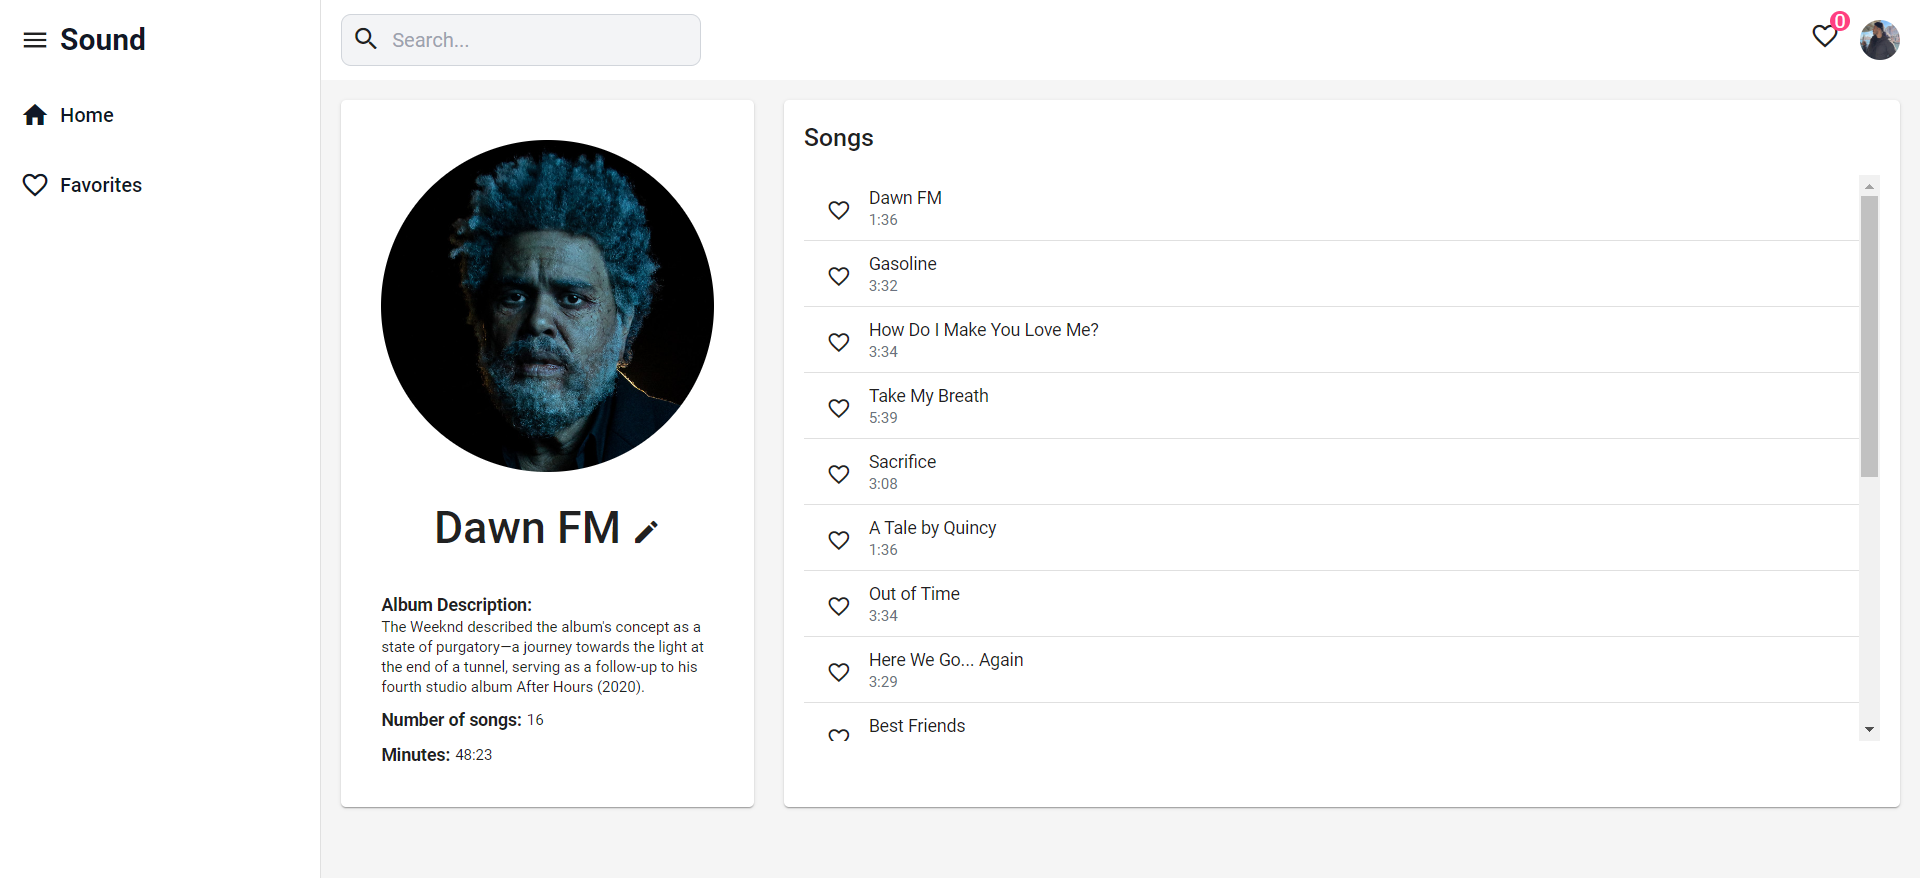 Sound
Search...
0
Home
Favorites
Dawn FM
Album Description:
The Weeknd described the album's concept as a
state of purgatory—a journey towards the light at
the end of a tunnel, serving as a follow-up to his
fourth studio album After Hours (2020).
Number of songs: 16
Minutes: 48:23
Songs
Dawn FM
1:36
Gasoline
3:32
How Do I Make You Love Me?
3:34
Take My Breath
5:39
Sacrifice
3:08
A Tale by Quincy
1:36
Out of Time
3:34
Here We Go... Again
3:29
Best Friends